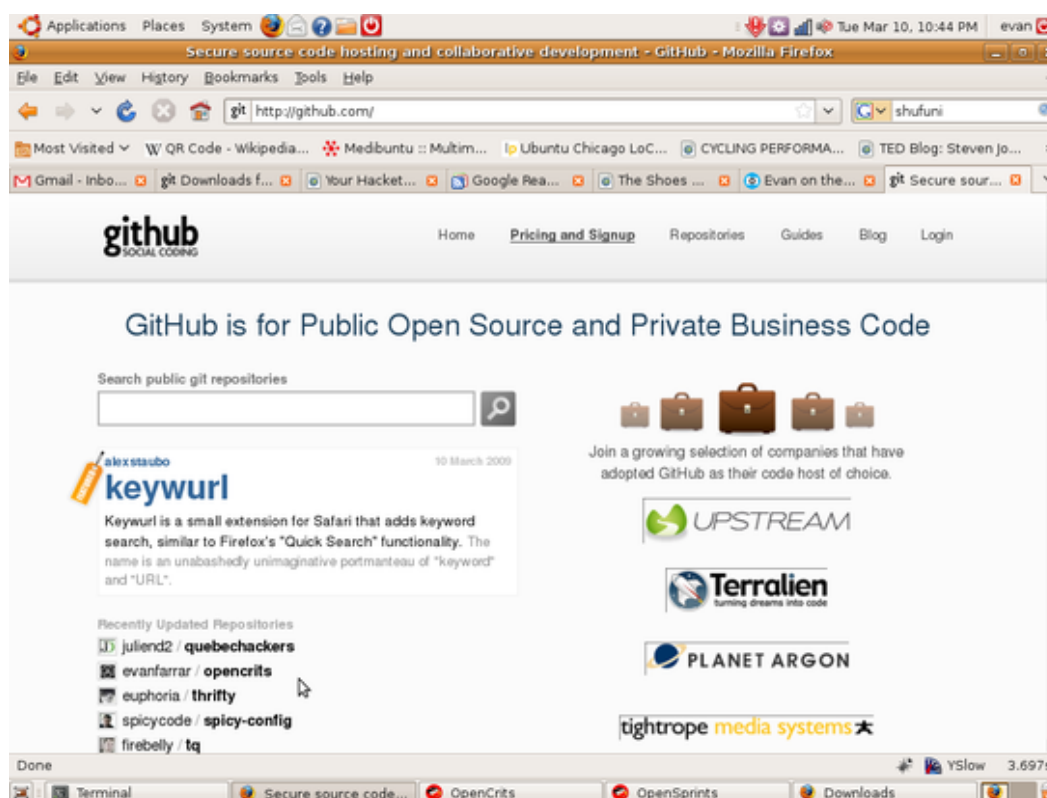 Applications Places System
Tue Mar 10, 10:44 PM evan
Secure source code hosting and collaborative development - GitHub - Mozilla Firefox
File Edit View History Bookmarks Tools Help
git http://github.com/ G shufuni
Most Visited W QR Code - Wikipedia... Medibuntu :: Multim... Ubuntu Chicago LoC... CYCLING PERFORMA... TED Blog: Steven Jo...
Gmail - Inbo... git Downloads f... Your Hacket... Google Rea... The Shoes ... Evan on the... git Secure sour...
github
SOCIAL CODING
Home Pricing and Signup Repositories Guides Blog Login
GitHub is for Public Open Source and Private Business Code
Search public git repositories
alexstaubo 10 March 2009
keywurl
Keywurl is a small extension for Safari that adds keyword
search, similar to Firefox's "Quick Search" functionality. The
name is an unabashedly unimaginative portmanteau of "keyword"
and "URL".
Recently Updated Repositories
juliend2 / quebechackers
evanfarrar / opencrits
euphoria / thrifty
spicycode / spicy-config
firebelly / tq
Join a growing selection of companies that have
adopted GitHub as their code host of choice.
UPSTREAM
Terralien
turning dreams into code
PLANET ARGON
tightrope media systems
Done YSlow 3.697s
Terminal Secure source code... OpenCrits OpenSprints Downloads